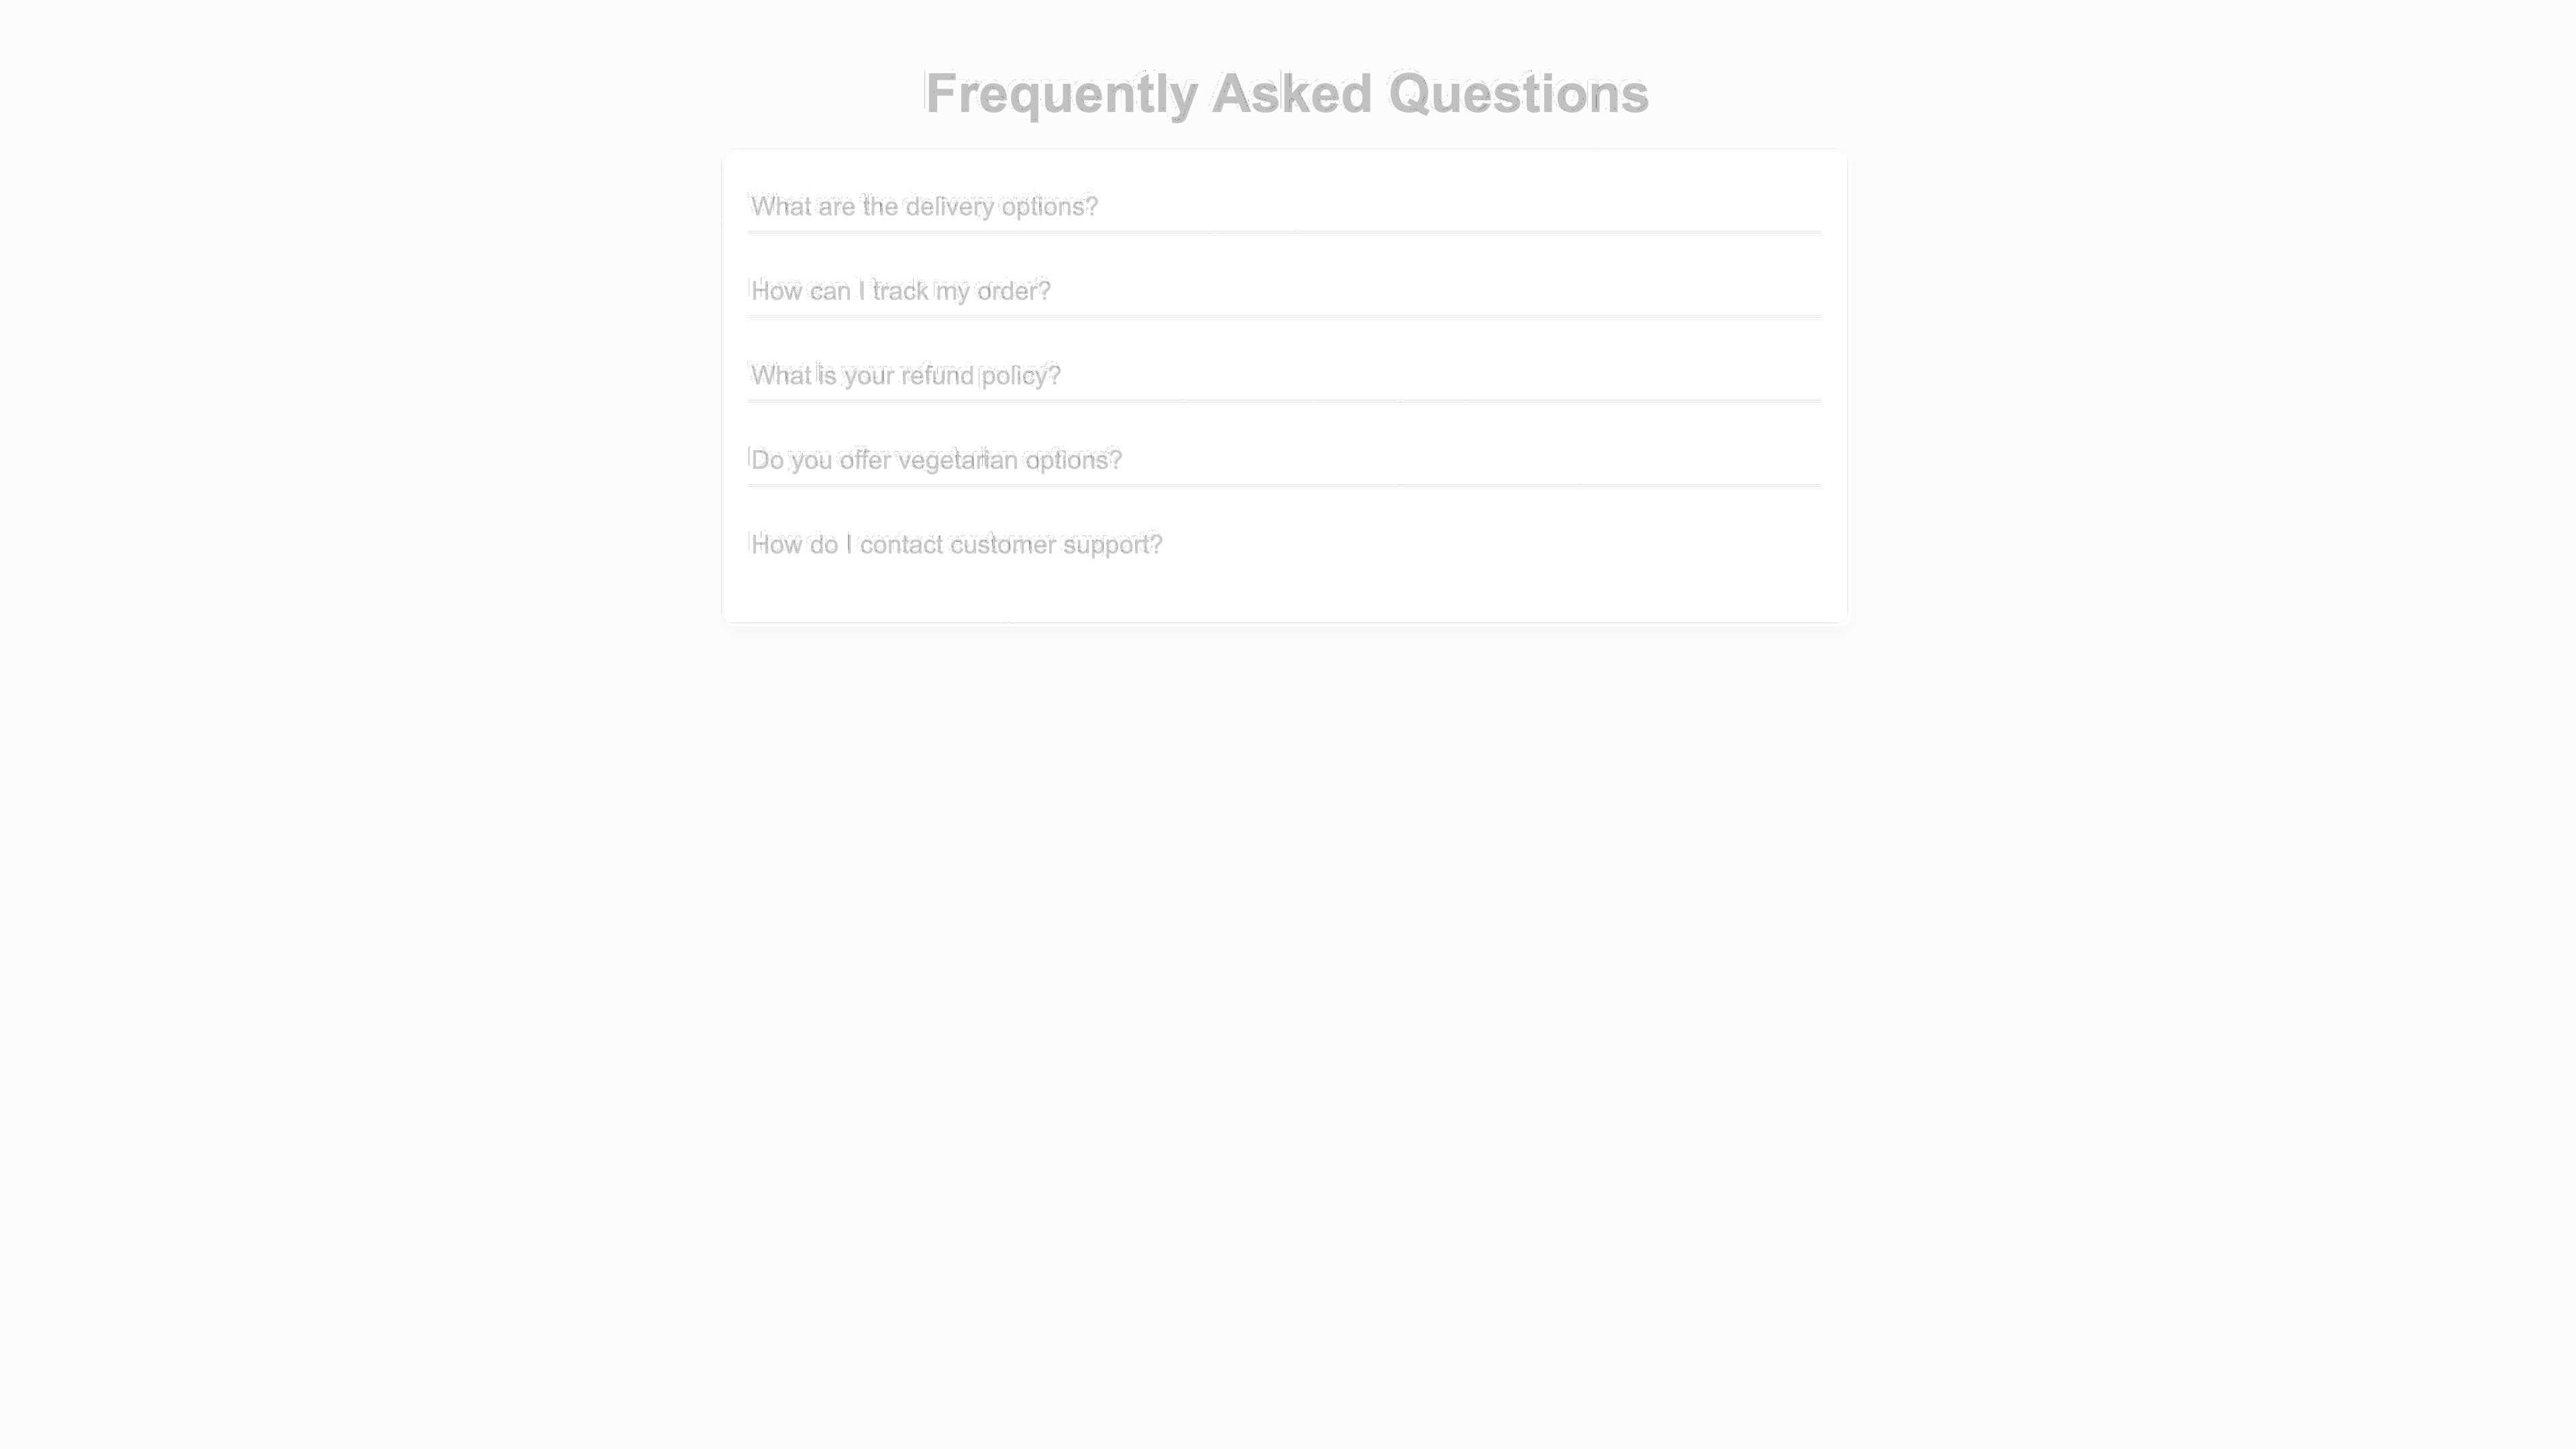 Frequently Asked Questions
What are the delivery options?
How can I track my order?
What is your refund policy?
Do you offer vegetarian options?
How do I contact customer support?